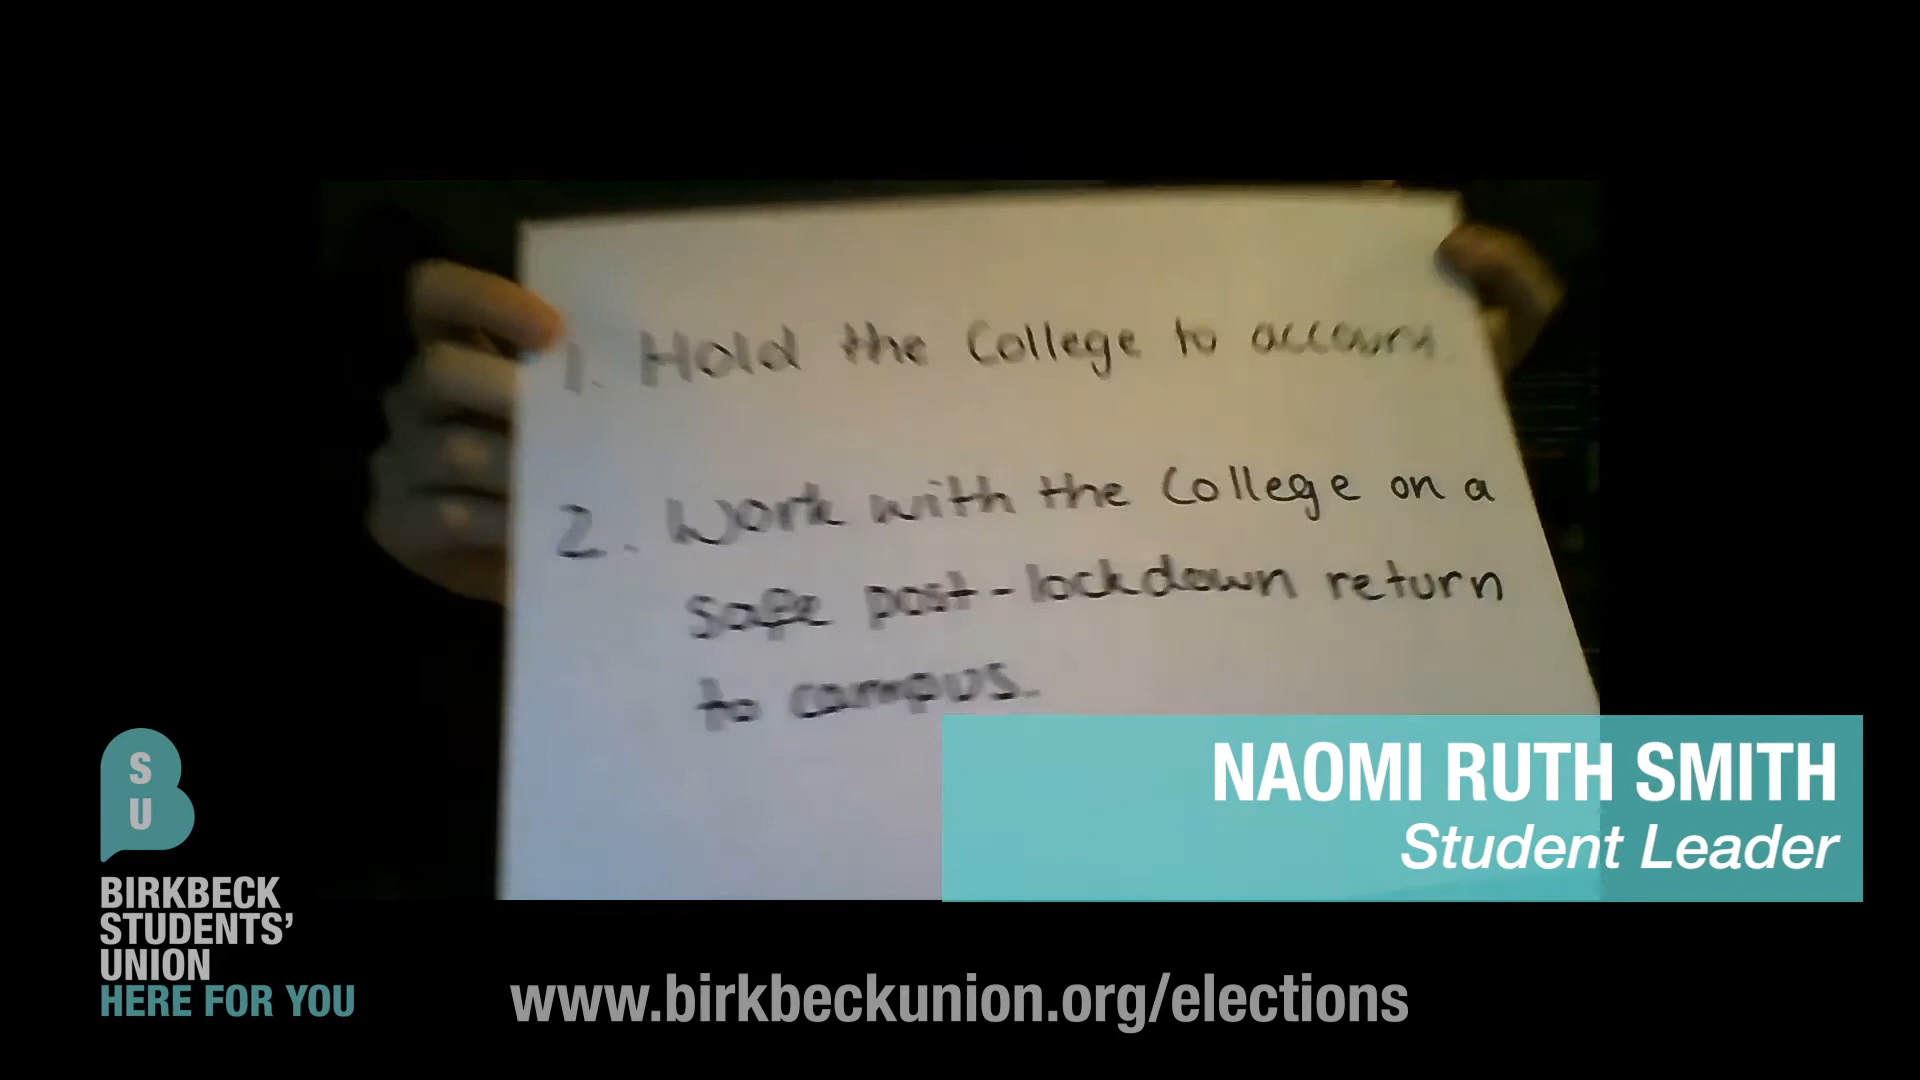 1. Hold the College to account.
2. Work with the College on a
safe post-lockdown return
to campus.
NAOMI RUTH SMITH
Student Leader
S
U
BIRKBECK
STUDENTS'
UNION
HERE FOR YOU
www.birkbeckunion.org/elections